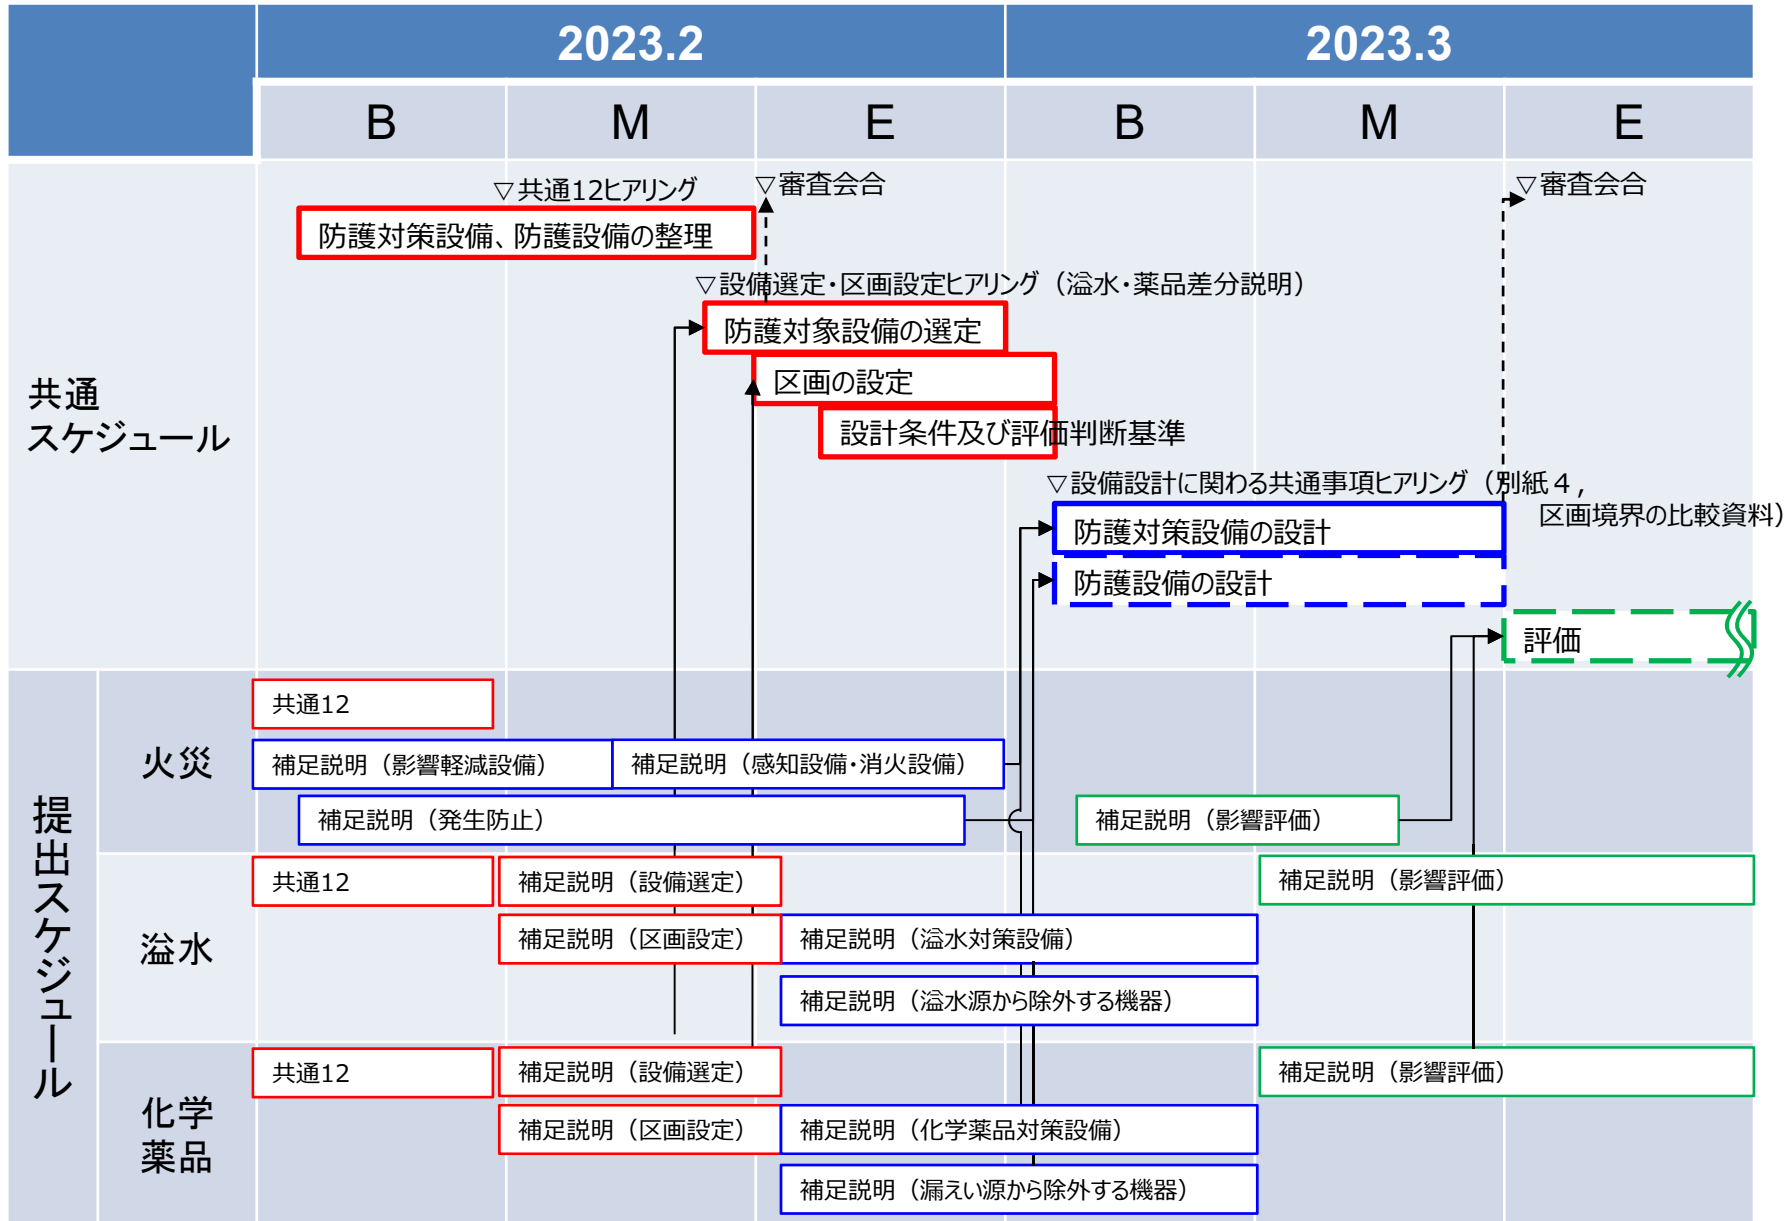 2023.2
2023.3
B
M
E
B
M
E
共通
スケジュール
▽共通12ヒアリング
▽審査会合
▽審査会合
防護対策設備、防護設備の整理
▽設備選定・区画設定ヒアリング（溢水・薬品差分説明）
防護対象設備の選定
区画の設定
設計条件及び評価判断基準
▽設備設計に関わる共通事項ヒアリング（別紙４，
区画境界の比較資料）
防護対策設備の設計
防護設備の設計
評価
提出スケジュール
火災
共通12
補足説明（影響軽減設備）
補足説明（感知設備・消火設備）
補足説明（発生防止）
補足説明（影響評価）
溢水
共通12
補足説明（設備選定）
補足説明（影響評価）
補足説明（区画設定）
補足説明（溢水対策設備）
補足説明（溢水源から除外する機器）
化学
薬品
共通12
補足説明（設備選定）
補足説明（影響評価）
補足説明（区画設定）
補足説明（化学薬品対策設備）
補足説明（漏えい源から除外する機器）